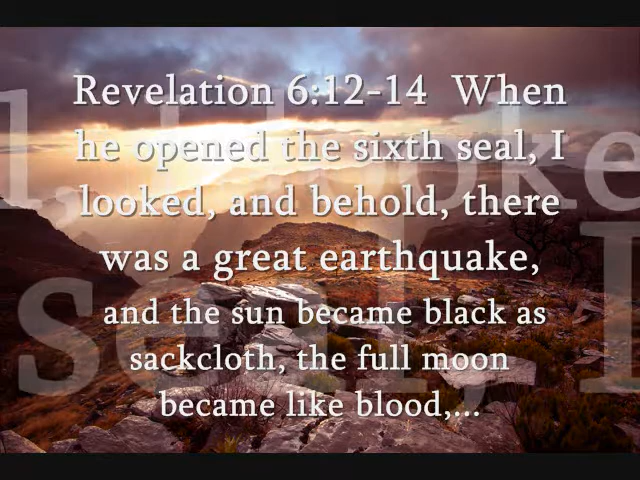 Revelation 6:12-14 When
he opened the sixth seal, I
looked, and behold, there
was a great earthquake,
and the sun became black as
sackcloth, the full moon
became like blood,...